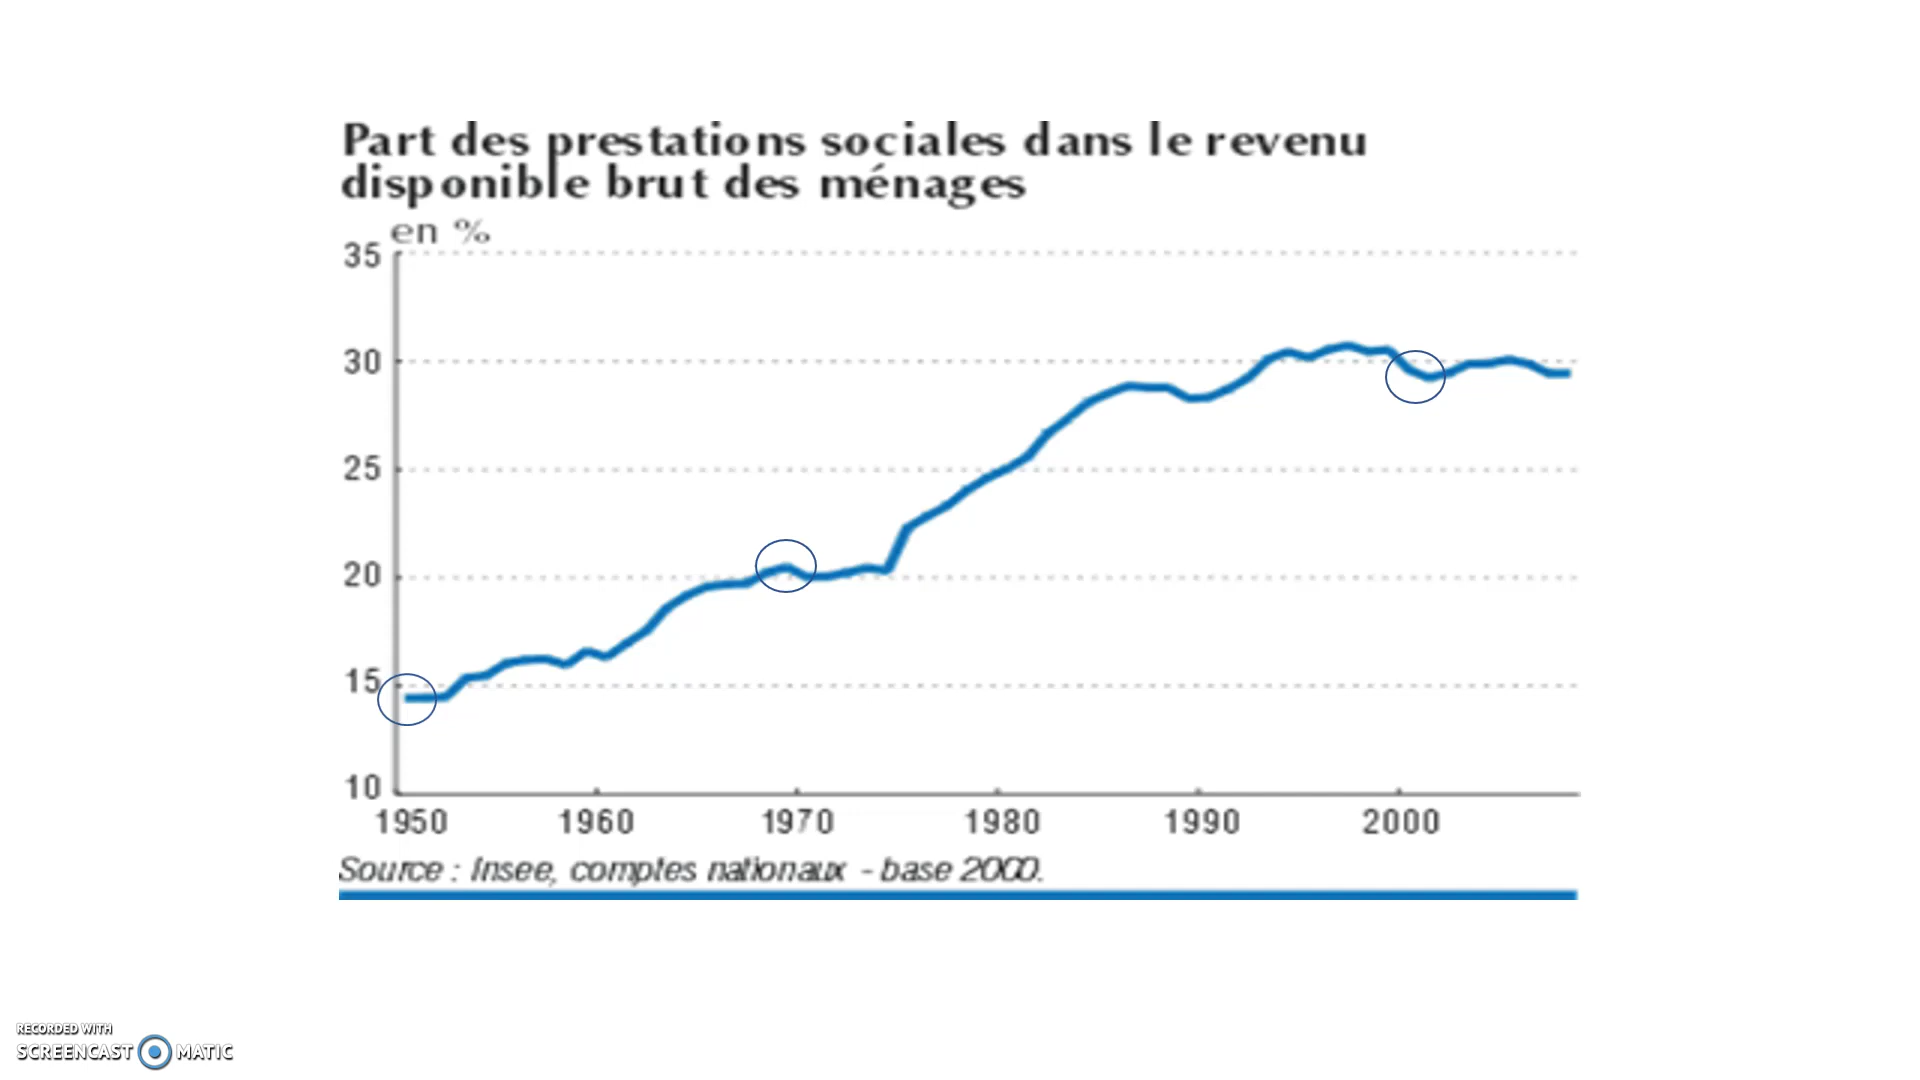 Part des prestations sociales dans le revenu
disponible brut des ménages
en %
35
30
25
20
15
10
1950 1960 1970 1980 1990 2000
Source : Insee, comptes nationaux - base 2000.
RECORDED WITH
SCREENCAST MATIC